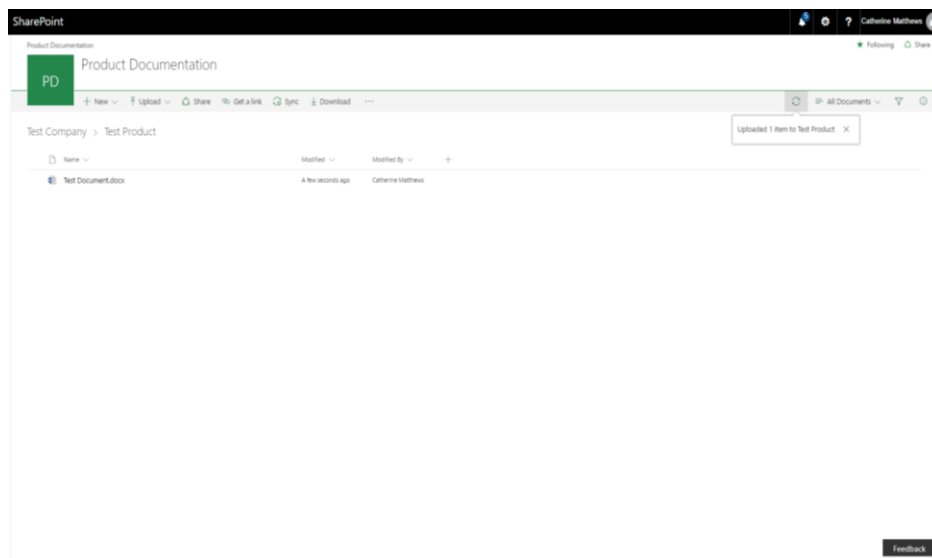 SharePoint
? Catherine Matthews
Product Documentation
Following Share
PD
Product Documentation
New Upload Share Get a link Sync Download ... All Documents
Uploaded 1 item to Test Product
Test Company > Test Product
Name Modified Modified By +
Test Document.docx A few seconds ago Catherine Matthews
Feedback